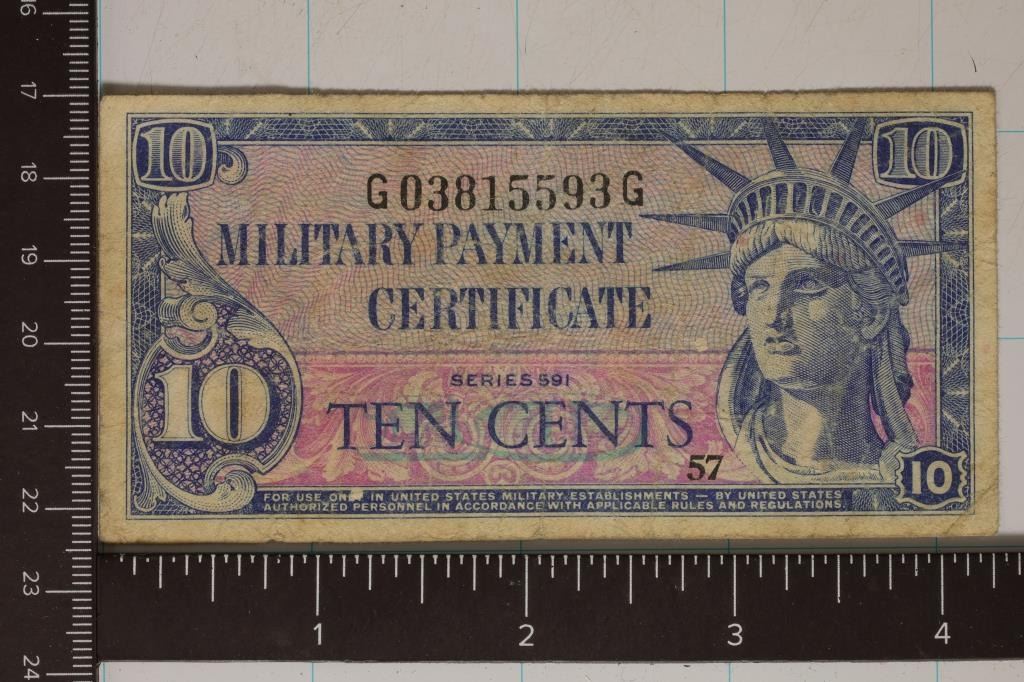 16
17
18
19
20
21
22
23
24
10 10
G03815593G
MILITARY PAYMENT
CERTIFICATE
10
SERIES 591
TEN CENTS
57
10
FOR USE ONLY IN UNITED STATES MILITARY ESTABLISHMENTS — BY UNITED STATES
AUTHORIZED PERSONNEL IN ACCORDANCE WITH APPLICABLE RULES AND REGULATIONS.
1 2 3 4